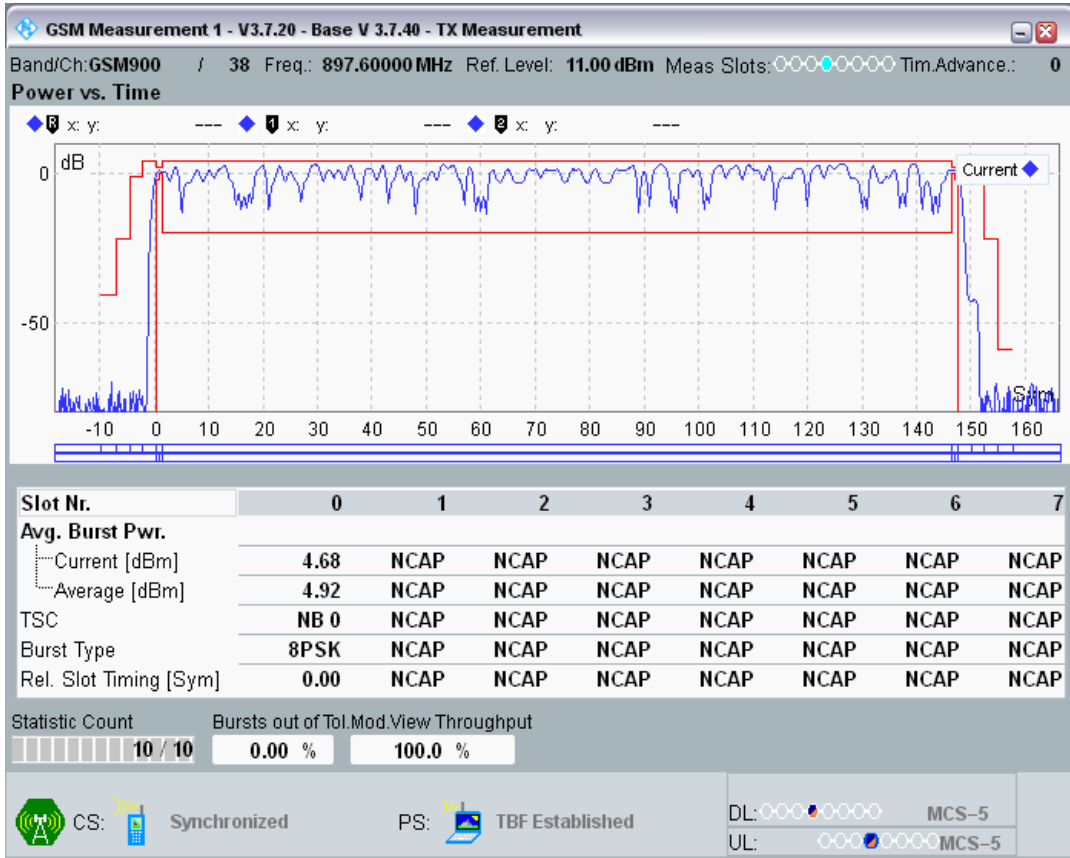 GSM Measurement 1 - V3.7.20 - Base V 3.7.40 - TX Measurement
Band/Ch:GSM900 / 38 Freq.: 897.60000 MHz Ref. Level: 11.00 dBm Meas Slots: Tim.Advance.: 0
Power vs. Time
R x: y: --- 1 x: y: --- 2 x: y: ---
dB
Current
0
-50
Sym
-10 0 10 20 30 40 50 60 70 80 90 100 110 120 130 140 150 160
Slot Nr. 0 1 2 3 4 5 6 7
Avg. Burst Pwr.
Current [dBm] 4.68 NCAP NCAP NCAP NCAP NCAP NCAP NCAP
Average [dBm] 4.92 NCAP NCAP NCAP NCAP NCAP NCAP NCAP
TSC NB 0 NCAP NCAP NCAP NCAP NCAP NCAP NCAP
Burst Type 8PSK NCAP NCAP NCAP NCAP NCAP NCAP NCAP
Rel. Slot Timing [Sym] 0.00 NCAP NCAP NCAP NCAP NCAP NCAP NCAP
Statistic Count Bursts out of Tol.Mod.View Throughput
10 / 10 0.00 % 100.0 %
CS: Synchronized PS: TBF Established
DL: MCS-5
UL: MCS-5